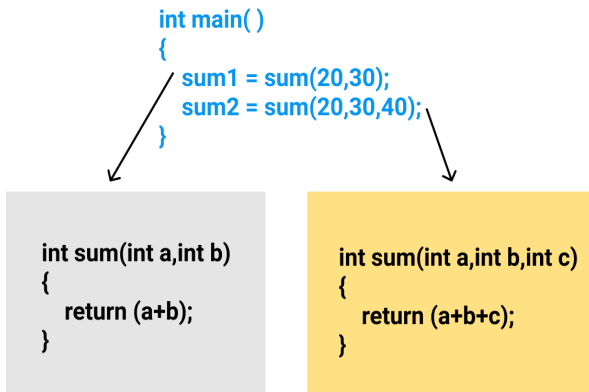 int main( )
{
sum1 = sum(20,30);
sum2 = sum(20,30,40);
}
int sum(int a,int b)
{
return (a+b);
}
int sum(int a,int b,int c)
{
return (a+b+c);
}